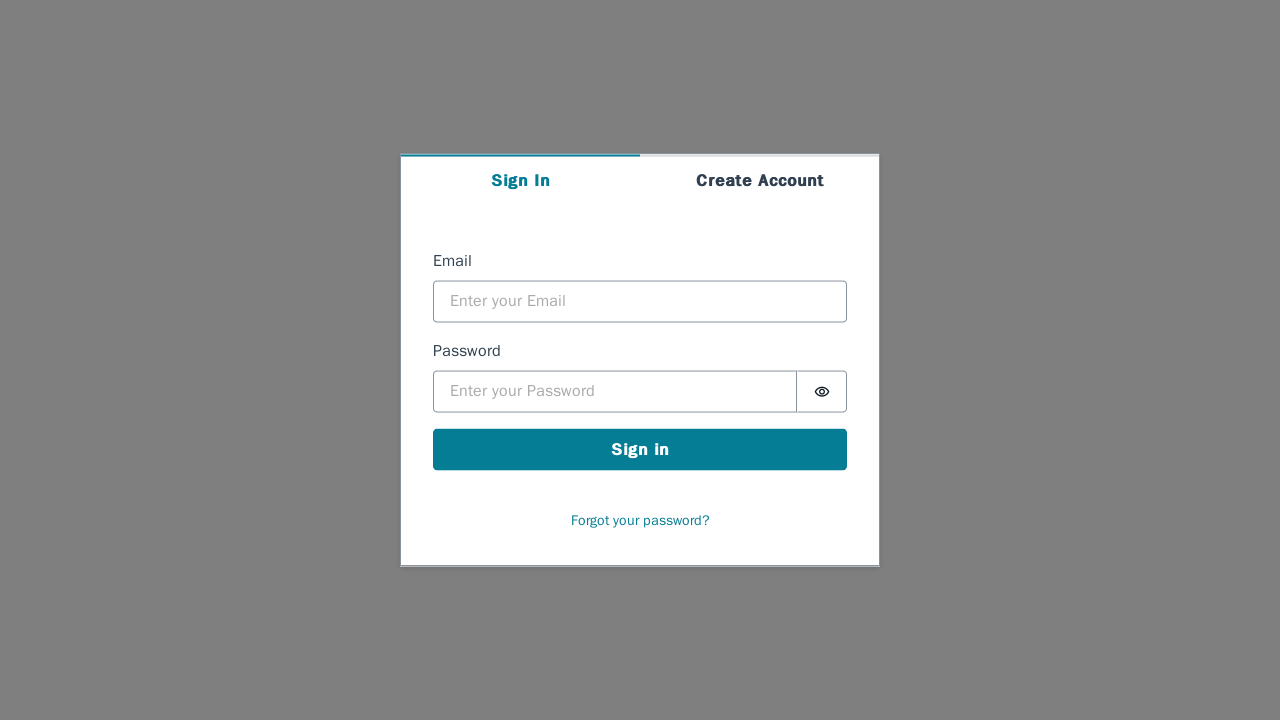 Sign In
Create Account
Email
Enter your Email
Password
Enter your Password
Sign in
Forgot your password?